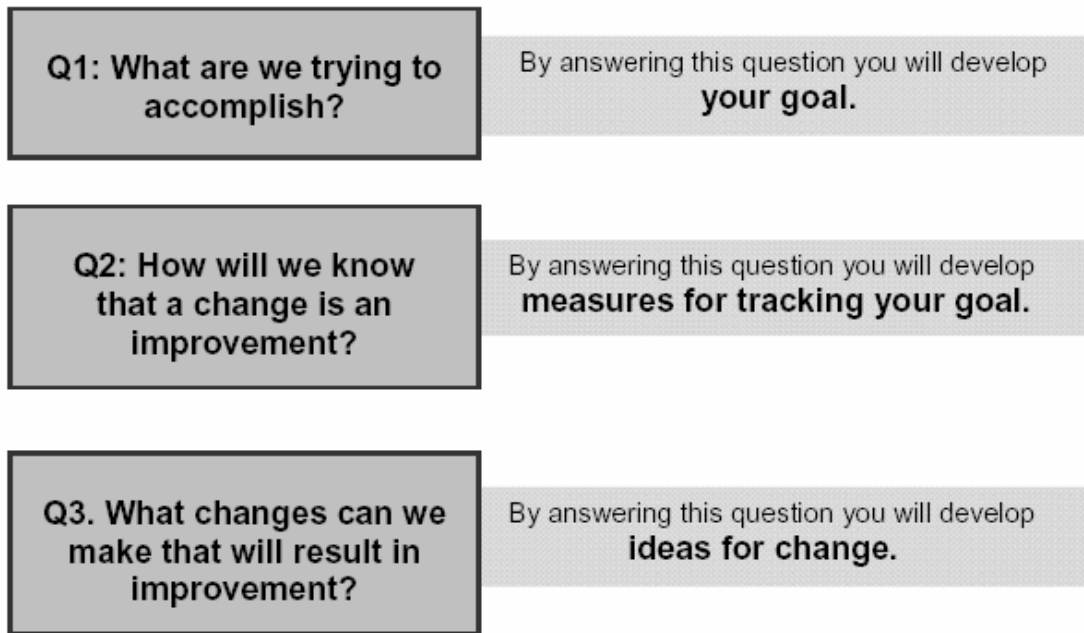 Q1: What are we trying to
accomplish?
By answering this question you will develop
your goal.
Q2: How will we know
that a change is an
improvement?
By answering this question you will develop
measures for tracking your goal.
Q3. What changes can we
make that will result in
improvement?
By answering this question you will develop
ideas for change.